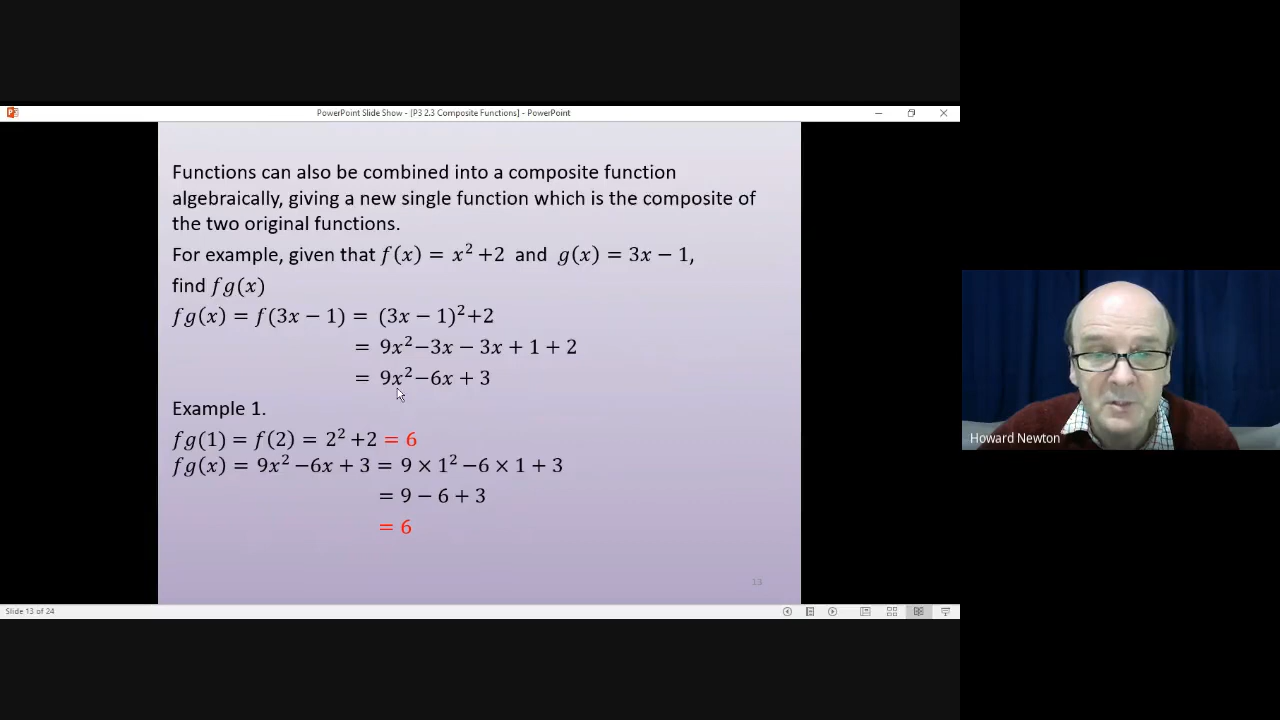 PowerPoint Slide Show - [P3 2.3 Composite Functions] - PowerPoint
Functions can also be combined into a composite function
algebraically, giving a new single function which is the composite of
the two original functions.
For example, given that f(x) = x² +2 and g(x) = 3x − 1,
find fg(x)
fg(x) = f(3x − 1) = (3x − 1)²+2
= 9x²−3x − 3x + 1 + 2
= 9x²−6x + 3
Example 1.
fg(1) = f(2) = 2² +2 = 6
fg(x) = 9x² −6x + 3 = 9 × 1² −6 × 1 + 3
= 9 − 6 + 3
= 6
13
Slide 13 of 24
Howard Newton